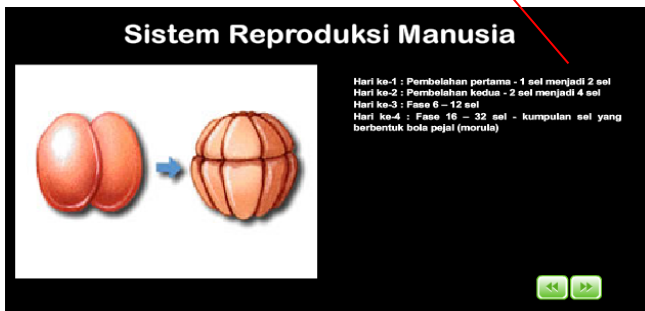 Sistem Reproduksi Manusia
Hari ke-1 : Pembelahan pertama - 1 sel menjadi 2 sel
Hari ke-2 : Pembelahan kedua - 2 sel menjadi 4 sel
Hari ke-3 : Fase 6 – 12 sel
Hari ke-4 : Fase 16 – 32 sel - kumpulan sel yang
berbentuk bola pejal (morula)